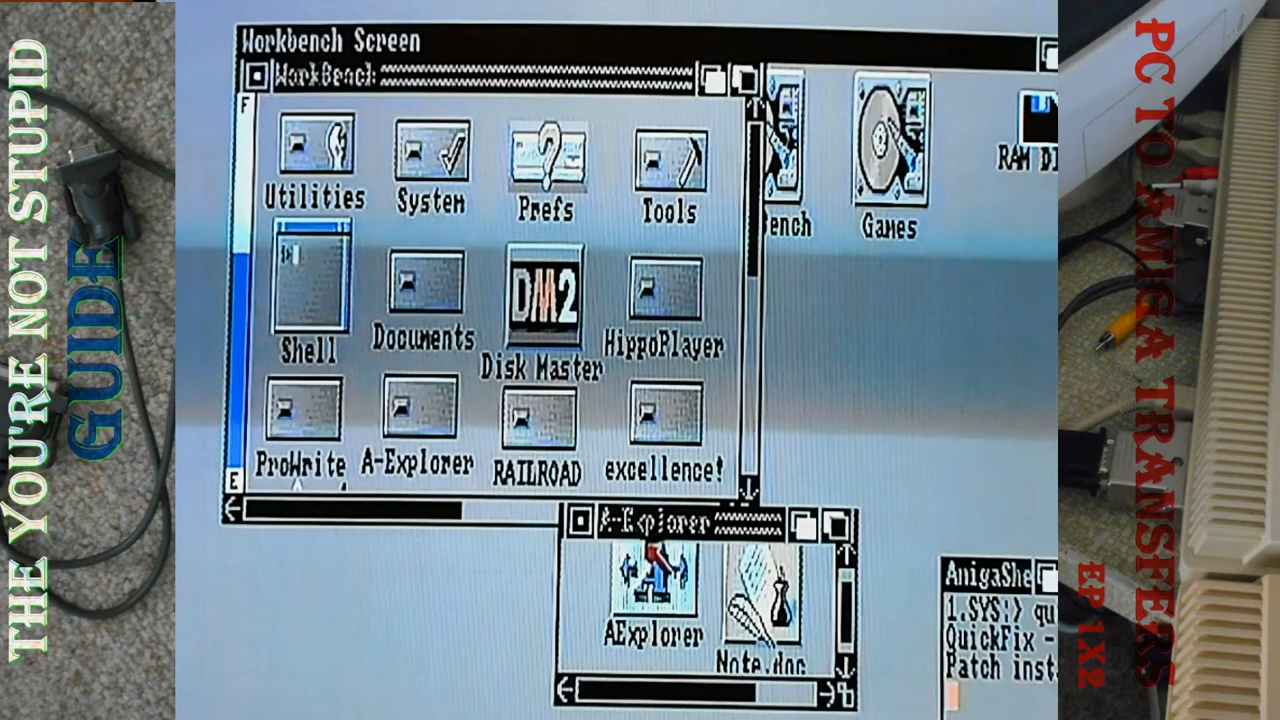 THE YOU'RE NOT STUPID
GUIDE
Workbench Screen
WorkBench
F
Utilities
System
Prefs
Tools
Shell
Documents
DM2
Disk Master
HippoPlayer
ProWrite
A-Explorer
RAILROAD
excellence!
E
Games
RAM
A-Explorer
AExplorer
Note.doc
AmigaShe
1.SYS:> qu
QuickFix -
Patch inst
PC TO AMIGA TRANSFERS
EP 1X2